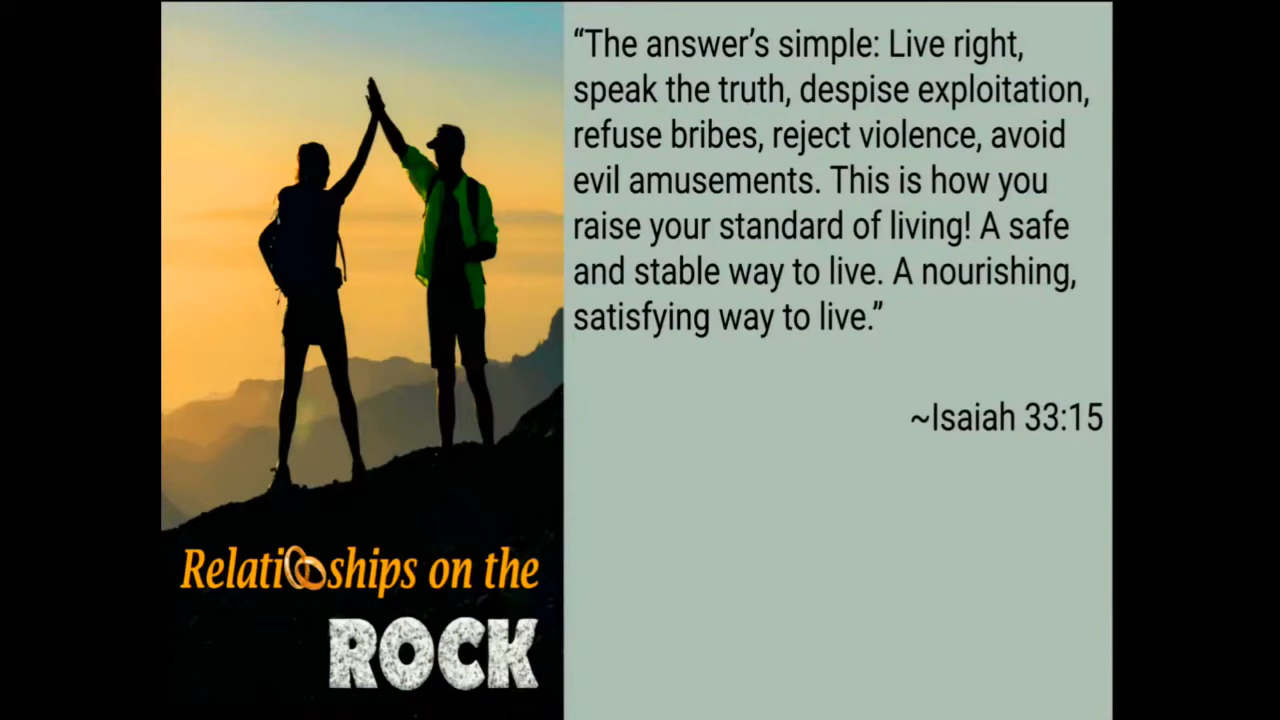 “The answer’s simple: Live right,
speak the truth, despise exploitation,
refuse bribes, reject violence, avoid
evil amusements. This is how you
raise your standard of living! A safe
and stable way to live. A nourishing,
satisfying way to live.”
~Isaiah 33:15
Relationships on the
ROCK